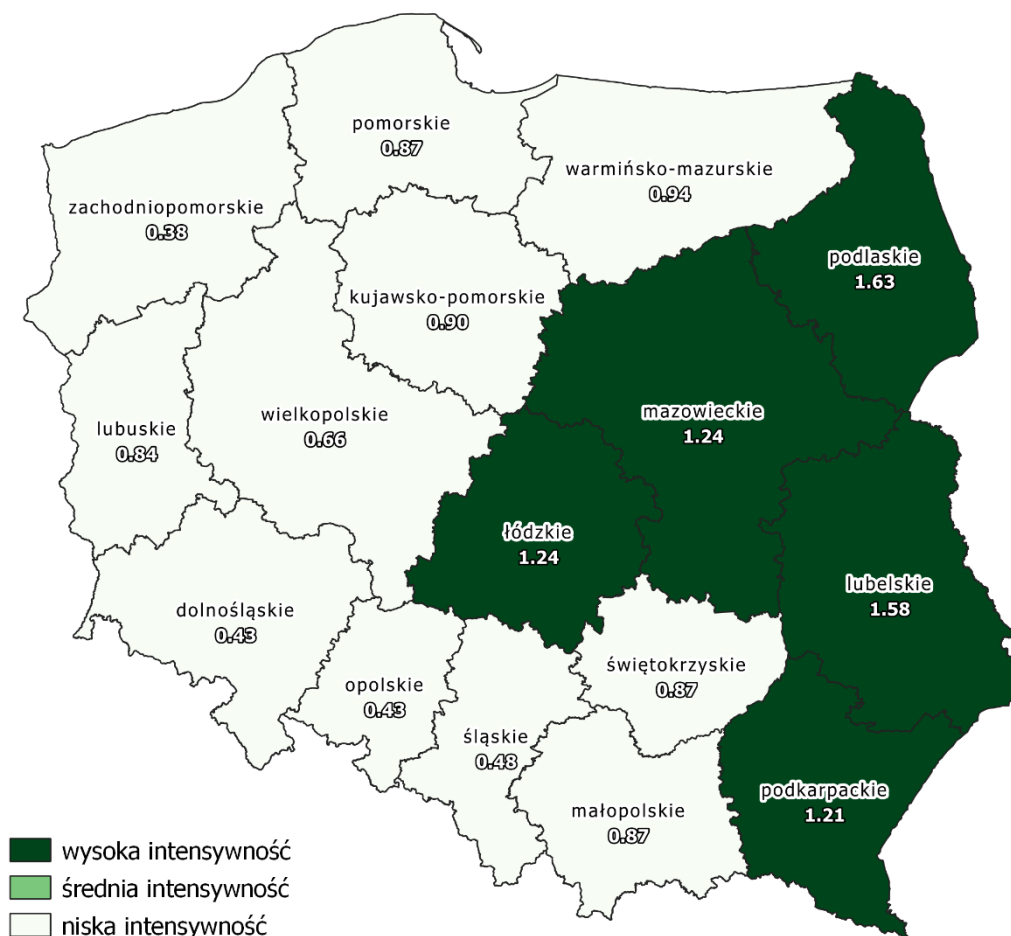 pomorskie
0.87
warmińsko-mazurskie
0.94
zachodniopomorskie
0.38
podlaskie
1.63
kujawsko-pomorskie
0.90
mazowieckie
1.24
wielkopolskie
0.66
lubuskie
0.84
łódzkie
1.24
lubelskie
1.58
dolnośląskie
0.43
świętokrzyskie
0.87
opolskie
0.43
śląskie
0.48
podkarpackie
1.21
małopolskie
0.87
wysoka intensywność
średnia intensywność
niska intensywność